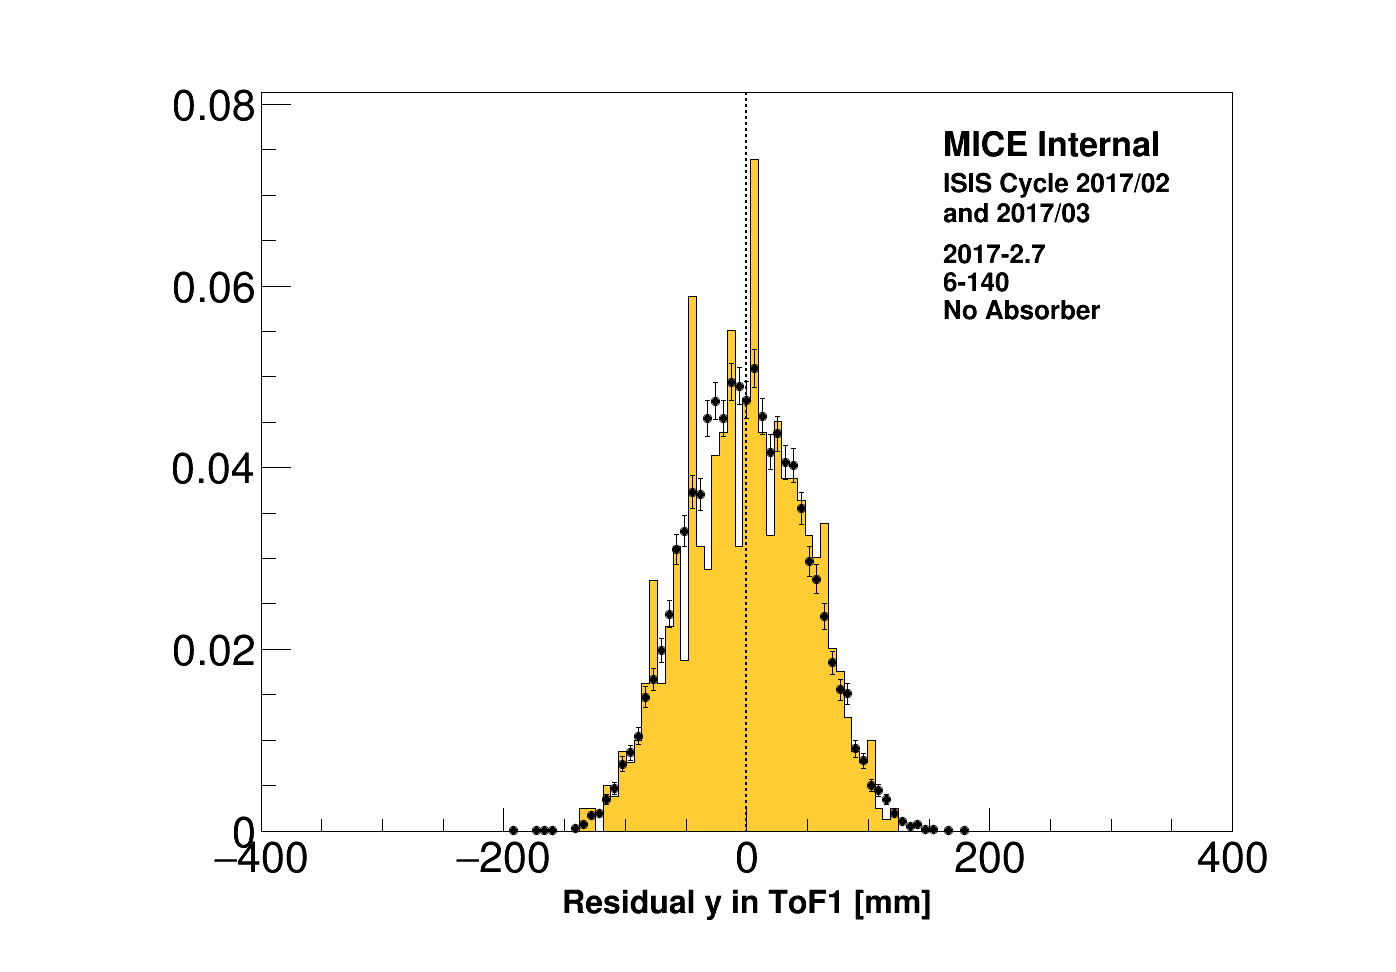 0.08
0.06
0.04
0.02
0
−400
−200
0
200
400
Residual y in ToF1 [mm]
MICE Internal
ISIS Cycle 2017/02
and 2017/03
2017-2.7
6-140
No Absorber